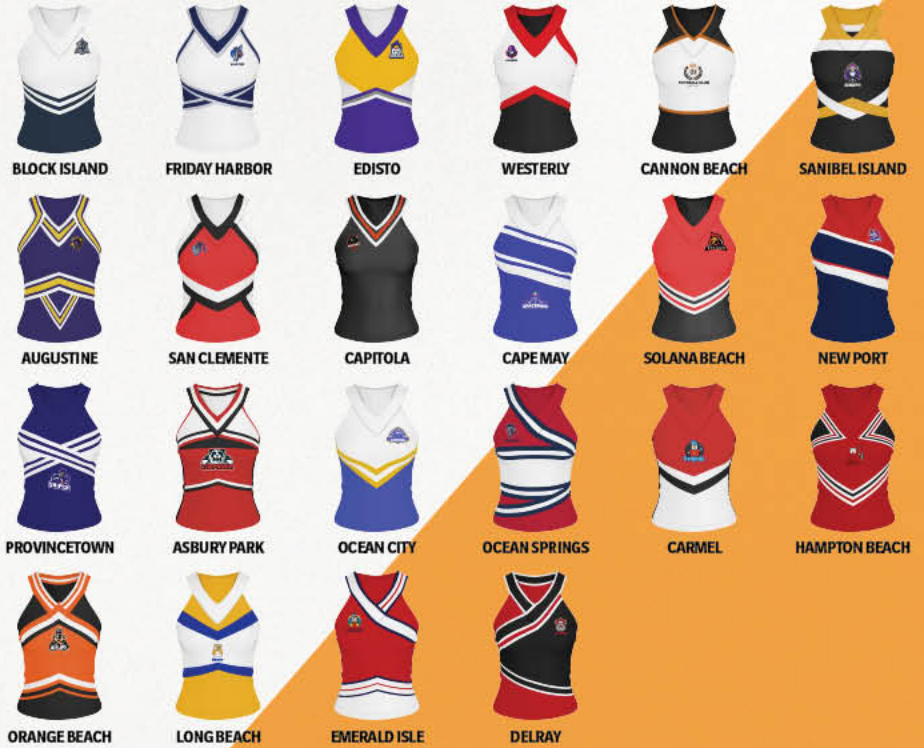 BLOCK ISLAND
FRIDAY HARBOR
EDISTO
WESTERLY
CANNON BEACH
SANIBEL ISLAND
AUGUSTINE
SAN CLEMENTE
CAPITOLA
CAPE MAY
SOLANA BEACH
NEW PORT
PROVINCETOWN
ASBURY PARK
OCEAN CITY
OCEAN SPRINGS
CARMEL
HAMPTON BEACH
ORANGE BEACH
LONG BEACH
EMERALD ISLE
DELRAY